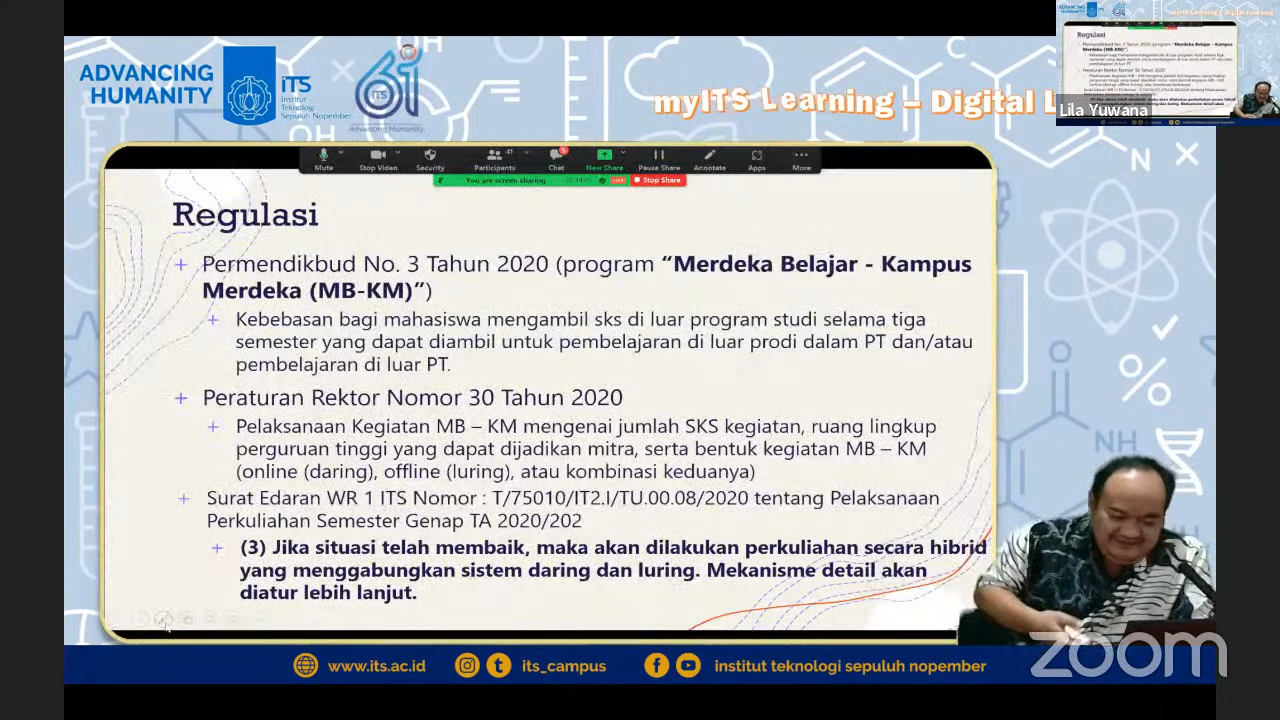 ADVANCING
HUMANITY
iTS
Institut
Teknologi
Sepuluh Nopember
iTS
Advancing Humanity
myITS Learning – Digital L
Lila Yuwana
Mute
Stop Video
Security
Participants
41
Chat
5
New Share
Pause Share
Annotate
Apps
More
You are screen sharing
Stop Share
Regulasi
+ Permendikbud No. 3 Tahun 2020 (program “Merdeka Belajar - Kampus
Merdeka (MB-KM)”)
+ Kebebasan bagi mahasiswa mengambil sks di luar program studi selama tiga
semester yang dapat diambil untuk pembelajaran di luar prodi dalam PT dan/atau
pembelajaran di luar PT.
+ Peraturan Rektor Nomor 30 Tahun 2020
+ Pelaksanaan Kegiatan MB – KM mengenai jumlah SKS kegiatan, ruang lingkup
perguruan tinggi yang dapat dijadikan mitra, serta bentuk kegiatan MB – KM
(online (daring), offline (luring), atau kombinasi keduanya)
+ Surat Edaran WR 1 ITS Nomor : T/75010/IT2.I/TU.00.08/2020 tentang Pelaksanaan
Perkuliahan Semester Genap TA 2020/202
+ (3) Jika situasi telah membaik, maka akan dilakukan perkuliahan secara hibrid
yang menggabungkan sistem daring dan luring. Mekanisme detail akan
diatur lebih lanjut.
OH
OH
N
NH
NH
zoom
www.its.ac.id
its_campus
institut teknologi sepuluh nopember